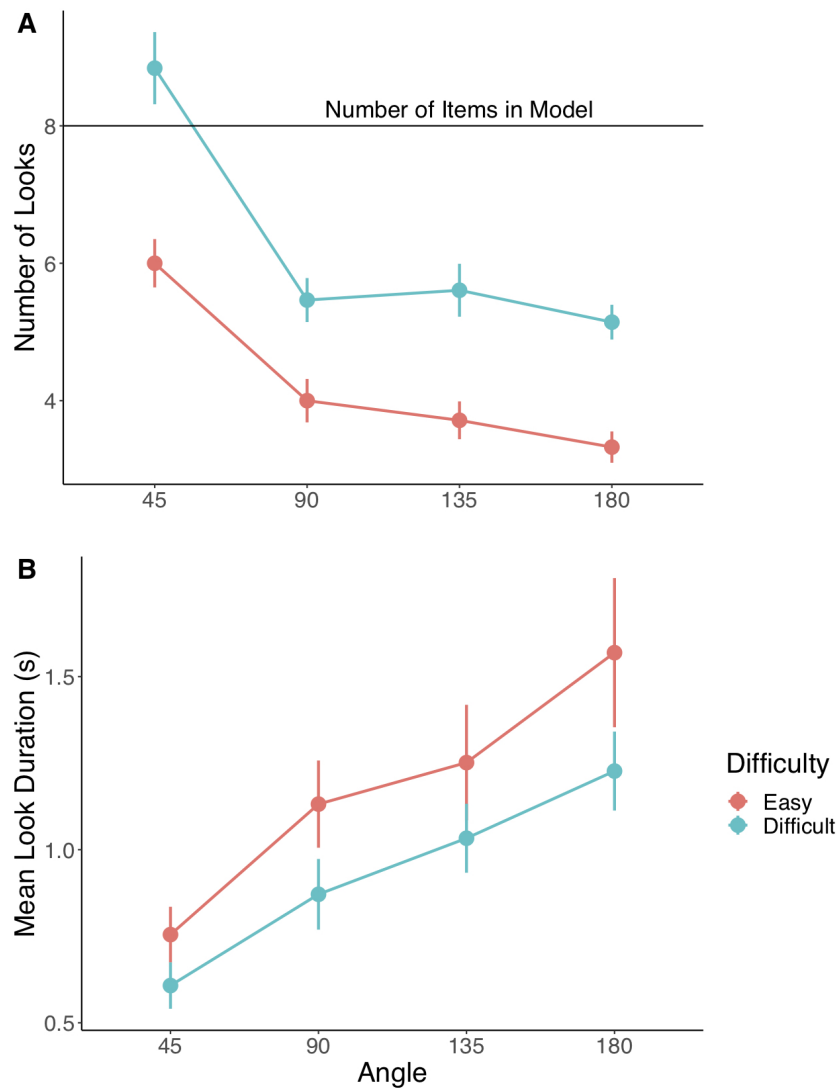 A
Number of Looks
8
6
4
Number of Items in Model
45 90 135 180
B
Mean Look Duration (s)
1.5
1.0
0.5
45 90 135 180
Angle
Difficulty
Easy
Difficult